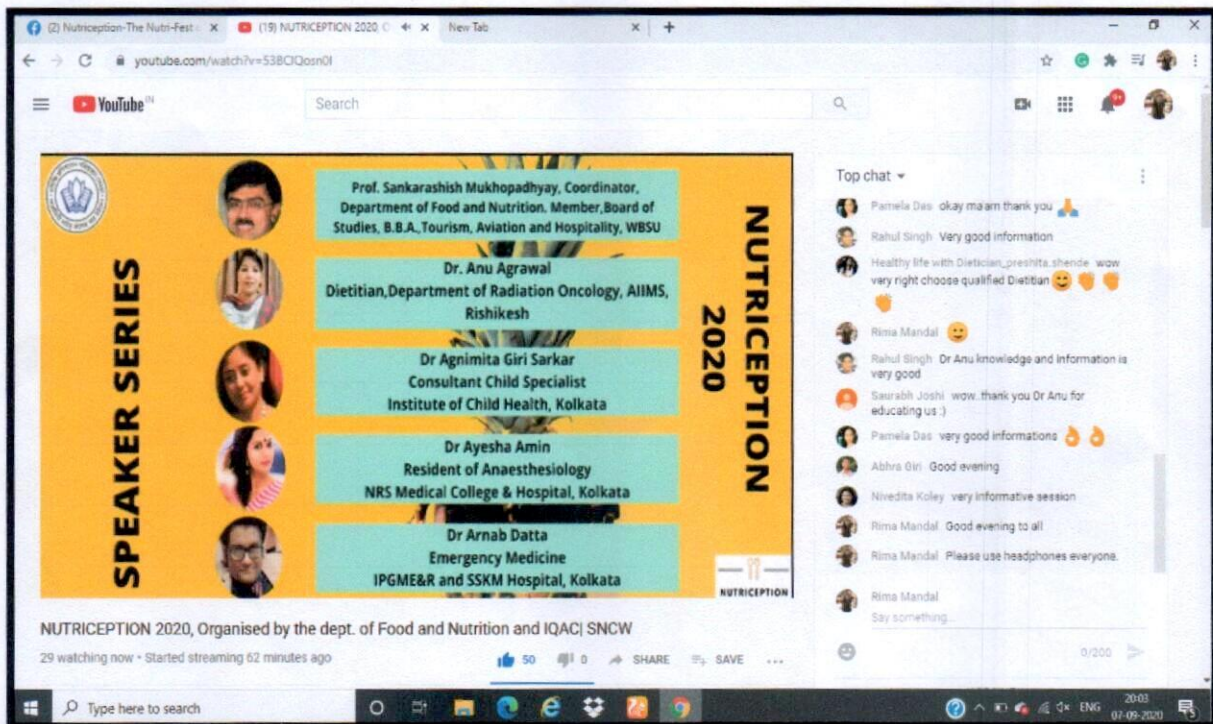 (2) Nutriception-The Nutri-Fest
(19) NUTRICEPTION 2020, O
New Tab
youtube.com/watch?v=
YouTube IN
Search
9+
SPEAKER SERIES
Prof. Sankarashish Mukhopadhyay, Coordinator,
Department of Food and Nutrition. Member,Board of
Studies, B.B.A.,Tourism, Aviation and Hospitality, WBSU
Dr. Anu Agrawal
Dietitian,Department of Radiation Oncology, AIIMS,
Rishikesh
Dr Agnimita Giri Sarkar
Consultant Child Specialist
Institute of Child Health, Kolkata
Dr Ayesha Amin
Resident of Anaesthesiology
NRS Medical College & Hospital, Kolkata
Dr Arnab Datta
Emergency Medicine
IPGME&R and SSKM Hospital, Kolkata
NUTRICEPTION
2020
NUTRICEPTION
NUTRICEPTION 2020, Organised by the dept. of Food and Nutrition and IQAC| SNCW
29 watching now • Started streaming 62 minutes ago
50
0
SHARE
SAVE
Top chat
Pamela Das okay ma'am thank you 🙏
Rahul Singh Very good information
Healthy life with Dietician_preshita.shende wow
very right choose qualified Dietitian 😊 👏 👏
👏
Rima Mandal 🙂
Rahul Singh Dr Anu knowledge and information is
very good
Saurabh Joshi wow..thank you Dr Anu for
educating us :)
Pamela Das very good informations 👌 👌
Abhra Giri Good evening
Nivedita Koley very informative session
Rima Mandal Good evening to all
Rima Mandal Please use headphones everyone.
Rima Mandal
Say something...
0/200
Type here to search
ENG
20:03
07-09-2020
5